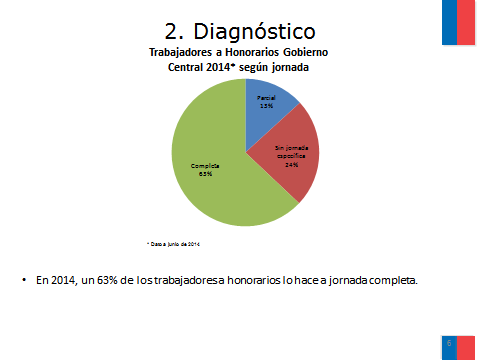 2. Diagnóstico
Trabajadores a Honorarios Gobierno
Central 2014* según jornada
Parcial
13%
Sin jornada
específica
24%
Completa
63%
* Dato a junio de 2014
• En 2014, un 63% de los trabajadores a honorarios lo hace a jornada completa.
6